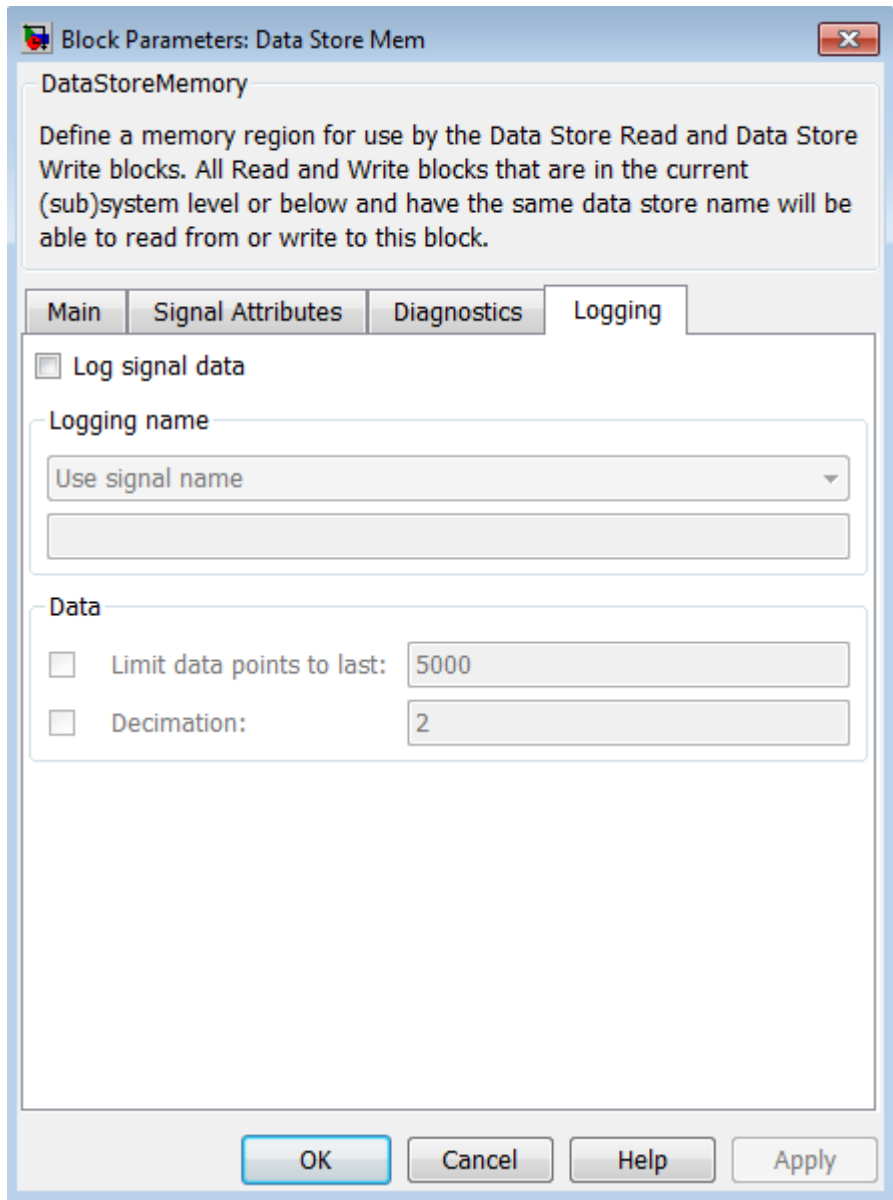 Block Parameters: Data Store Mem
DataStoreMemory
Define a memory region for use by the Data Store Read and Data Store
Write blocks. All Read and Write blocks that are in the current
(sub)system level or below and have the same data store name will be
able to read from or write to this block.
Main Signal Attributes Diagnostics Logging
Log signal data
Logging name
Use signal name
Data
Limit data points to last: 5000
Decimation: 2
OK Cancel Help Apply